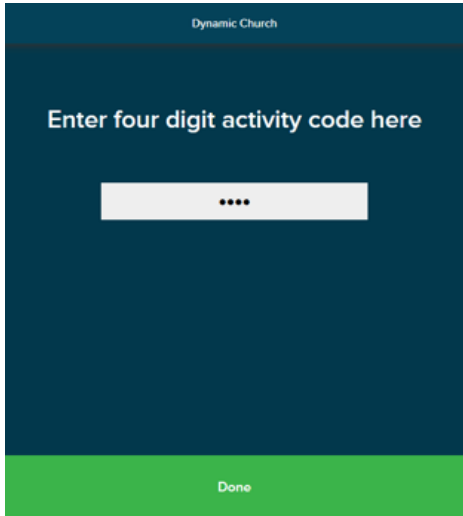 Dynamic Church
Enter four digit activity code here
••••
Done